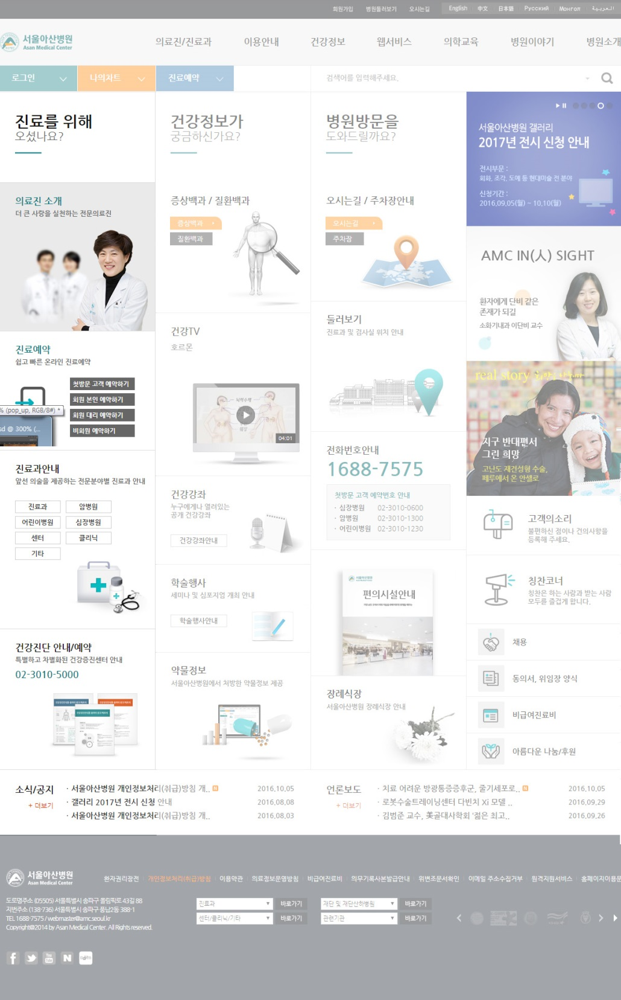 회원가입 병원둘러보기 오시는길 English 中文 日本語 Русский Монгол العربية
서울아산병원
Asan Medical Center
의료진/진료과 이용안내 건강정보 웹서비스 의학교육 병원이야기 병원소개
로그인 나의차트 진료예약 검색어를 입력해주세요.
진료를 위해
오셨나요?
의료진 소개
더 큰 사랑을 실천하는 전문의료진
진료예약
쉽고 빠른 온라인 진료예약
첫방문 고객 예약하기
회원 본인 예약하기
회원 대리 예약하기
비회원 예약하기
% (pop_up, RGB/8#) *
sd @ 300% (...
진료과안내
앞선 의술을 제공하는 전문분야별 진료과 안내
진료과 암병원
어린이병원 심장병원
센터 클리닉
기타
건강진단 안내/예약
특별하고 차별화된 건강증진센터 안내
02-3010-5000
건강정보가
궁금하신가요?
증상백과 / 질환백과
증상백과
질환백과
건강TV
호르몬
04:01
건강강좌
누구에게나 열려있는
공개 건강강좌
건강강좌안내
학술행사
세미나 및 심포지엄 개최 안내
학술행사안내
약물정보
서울아산병원에서 처방한 약물정보 제공
병원방문을
도와드릴까요?
오시는길 / 주차장안내
오시는길
주차장
둘러보기
진료과 및 검사실 위치 안내
전화번호안내
1688-7575
첫방문 고객 예약번호 안내
· 심장병원 02-3010-0600
· 암병원 02-3010-1300
· 어린이병원 02-3010-1230
서울아산병원
편의시설안내
장례식장
서울아산병원 장례식장 안내
서울아산병원 갤러리
2017년 전시 신청 안내
전시부문 :
회화, 조각, 도예 등 현대미술 전 분야
신청기간 :
2016.09.05(월) ~ 10.10(월)
AMC IN(人) SIGHT
환자에게 단비 같은
존재가 되길
소화기내과 이단비 교수
real story
지구 반대편서
그린 희망
고난도 재건성형 수술,
페루에서 온 안셀로
고객의소리
불편하신 점이나 건의사항을
등록해 주세요.
칭찬코너
칭찬은 하는 사람과 받는 사람
모두를 즐겁게 합니다.
채용
동의서, 위임장 양식
비급여진료비
아름다운 나눔/후원
소식/공지
+ 더보기
· 서울아산병원 개인정보처리(취급)방침 개.. N 2016.10.05
· 갤러리 2017년 전시 신청 안내 2016.08.08
· 서울아산병원 개인정보처리(취급)방침 개.. 2016.08.03
언론보도
+ 더보기
· 치료 어려운 방광통증증후군, 줄기세포로.. N 2016.10.05
· 로봇수술트레이닝센터 다빈치 Xi 모델 .. 2016.09.29
· 김범준 교수, 美골대사학회 '젊은 최고.. 2016.09.26
서울아산병원
Asan Medical Center
환자권리장전 개인정보처리(취급)방침 이용약관 의료정보운영방침 비급여진료비 의무기록사본발급안내 위변조문서확인 이메일 주소수집거부 원격지원서비스 홈페이지이용문
도로명주소 (05505) 서울특별시 송파구 올림픽로 43길 88
지번주소 (138-736) 서울특별시 송파구 풍납2동 388-1
TEL 1688-7575 / webmaster@amc.seoul.kr
Copyright@2014 by Asan Medical Center. All Rights reserved.
진료과 바로가기 재단 및 재단산하병원 바로가기
센터/클리닉/기타 바로가기 관련기관 바로가기